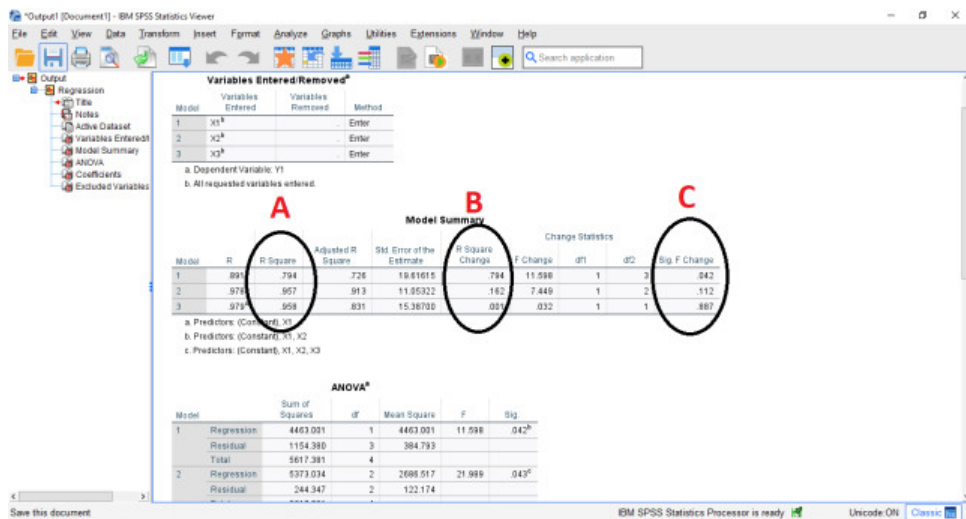 *Output1 [Document1] - IBM SPSS Statistics Viewer
File Edit View Data Transform Insert Format Analyze Graphs Utilities Extensions Window Help
Search application
Output
Regression
Title
Notes
Active Dataset
Variables Entered/
Model Summary
ANOVA
Coefficients
Excluded Variables
Variables Entered/Removedᵃ
Model Variables Entered Variables Removed Method
1 X1ᵇ . Enter
2 X2ᵇ . Enter
3 X3ᵇ . Enter
a. Dependent Variable: Y1
b. All requested variables entered.
A B C
Model Summary
Change Statistics
Model R R Square Adjusted R Square Std. Error of the Estimate R Square Change F Change df1 df2 Sig. F Change
1 .891 .794 .726 19.61615 .794 11.598 1 3 .042
2 .978 .957 .913 11.05322 .162 7.449 1 2 .112
3 .979 .958 .831 15.38700 .001 .032 1 1 .887
a. Predictors: (Constant), X1
b. Predictors: (Constant), X1, X2
c. Predictors: (Constant), X1, X2, X3
ANOVAᵃ
Model Sum of Squares df Mean Square F Sig.
1 Regression 4463.001 1 4463.001 11.598 .042ᵇ
Residual 1154.380 3 384.793
Total 5617.381 4
2 Regression 5373.034 2 2686.517 21.989 .043ᶜ
Residual 244.347 2 122.174
Save this document IBM SPSS Statistics Processor is ready Unicode:ON Classic